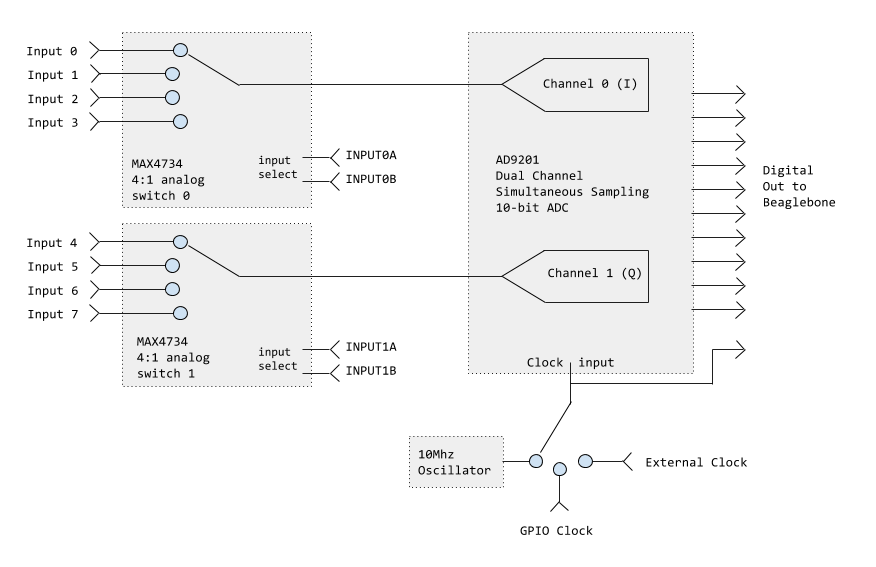 Input 0
Input 1
Input 2
Input 3
MAX4734
4:1 analog
switch 0
input
select
INPUT0A
INPUT0B
Channel 0 (I)
AD9201
Dual Channel
Simultaneous Sampling
10-bit ADC
Digital
Out to
Beaglebone
Input 4
Input 5
Input 6
Input 7
MAX4734
4:1 analog
switch 1
input
select
INPUT1A
INPUT1B
Channel 1 (Q)
Clock input
10Mhz
Oscillator
External Clock
GPIO Clock